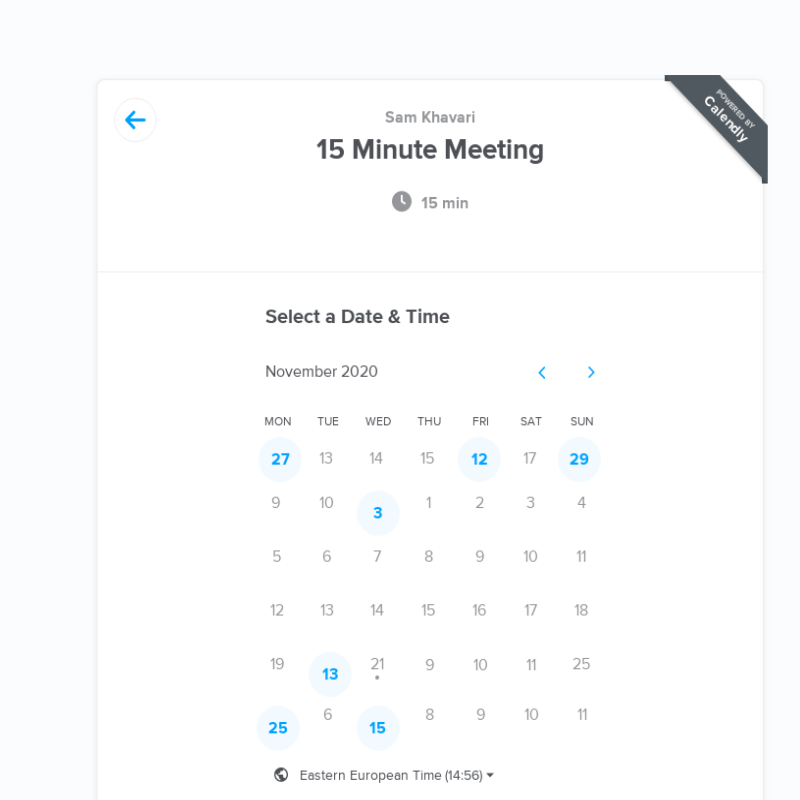 POWERED BY
Calendly
Sam Khavari
15 Minute Meeting
15 min
Select a Date & Time
November 2020
MON TUE WED THU FRI SAT SUN
27 13 14 15 12 17 29
9 10 3 1 2 3 4
5 6 7 8 9 10 11
12 13 14 15 16 17 18
19 13 21 9 10 11 25
25 6 15 8 9 10 11
Eastern European Time (14:56)